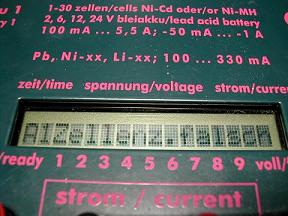 1-30 zellen/cells Ni-Cd oder/or Ni-MH
2, 6, 12, 24 V bleiakku/lead acid battery
100 mA ... 5,5 A; -50 mA ... -1 A
Pb, Ni-xx, Li-xx; 100 ... 330 mA
zeit/time spannung/voltage strom/current
/ready 1 2 3 4 5 6 7 8 9 voll/
strom / current